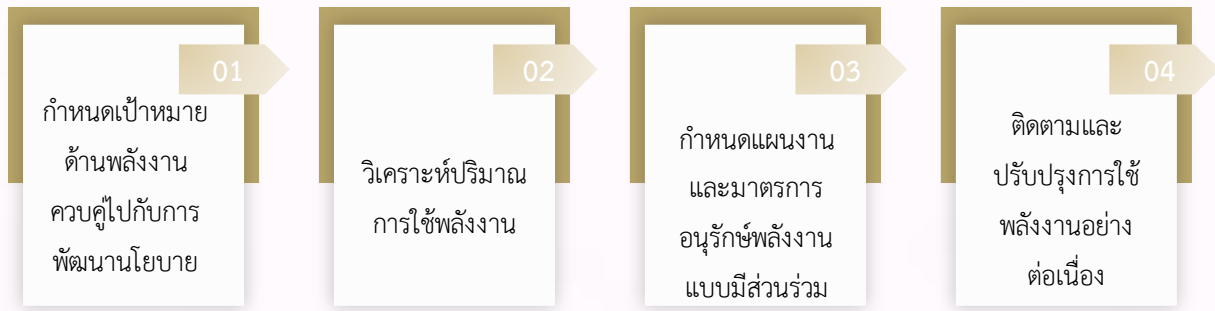 01
กำหนดเป้าหมาย
ด้านพลังงาน
ควบคู่ไปกับการ
พัฒนานโยบาย
02
วิเคราะห์ปริมาณ
การใช้พลังงาน
03
กำหนดแผนงาน
และมาตรการ
อนุรักษ์พลังงาน
แบบมีส่วนร่วม
04
ติดตามและ
ปรับปรุงการใช้
พลังงานอย่าง
ต่อเนื่อง